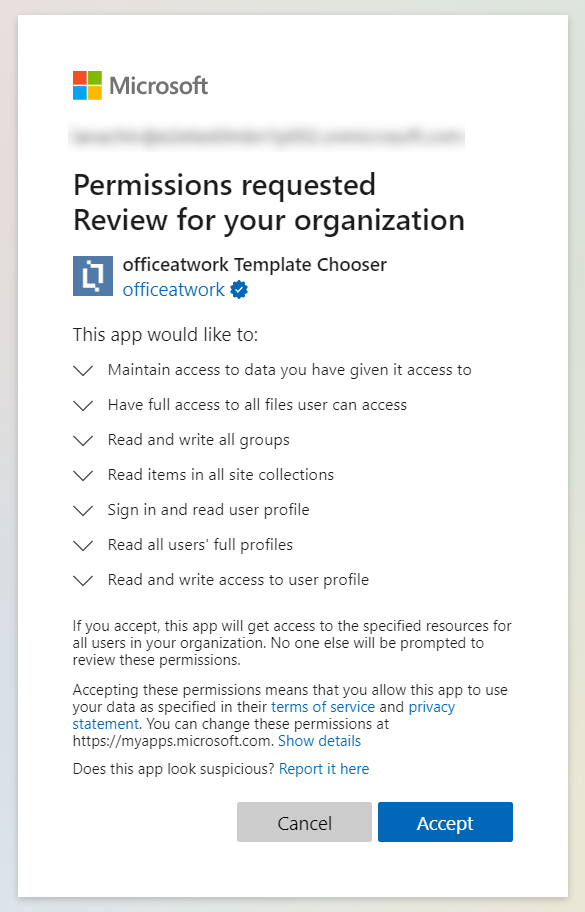 Microsoft
Permissions requested
Review for your organization
officeatwork Template Chooser
officeatwork
This app would like to:
Maintain access to data you have given it access to
Have full access to all files user can access
Read and write all groups
Read items in all site collections
Sign in and read user profile
Read all users' full profiles
Read and write access to user profile
If you accept, this app will get access to the specified resources for
all users in your organization. No one else will be prompted to
review these permissions.
Accepting these permissions means that you allow this app to use
your data as specified in their terms of service and privacy
statement. You can change these permissions at
https://myapps.microsoft.com. Show details
Does this app look suspicious? Report it here
Cancel Accept